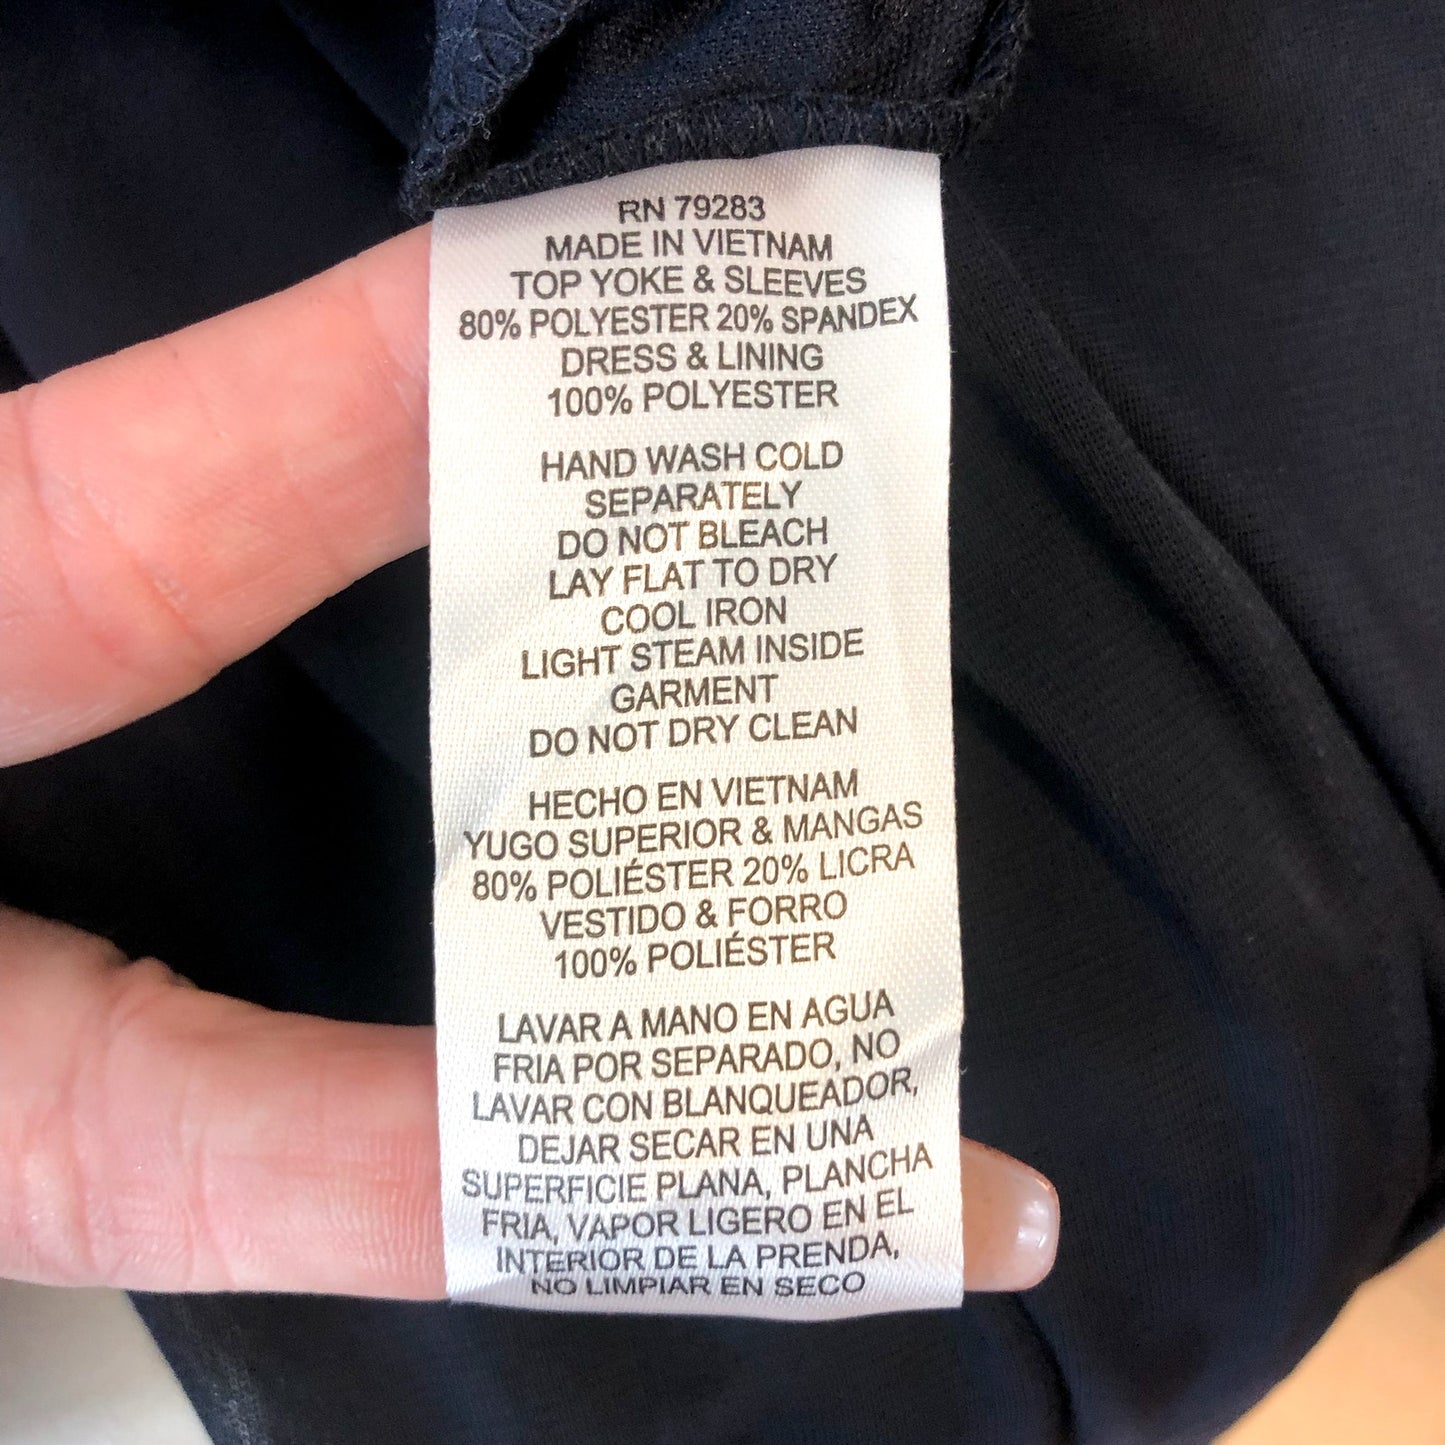 RN 79283
MADE IN VIETNAM
TOP YOKE & SLEEVES
80% POLYESTER 20% SPANDEX
DRESS & LINING
100% POLYESTER
HAND WASH COLD
SEPARATELY
DO NOT BLEACH
LAY FLAT TO DRY
COOL IRON
LIGHT STEAM INSIDE
GARMENT
DO NOT DRY CLEAN
HECHO EN VIETNAM
YUGO SUPERIOR & MANGAS
80% POLIÉSTER 20% LICRA
VESTIDO & FORRO
100% POLIÉSTER
LAVAR A MANO EN AGUA
FRIA POR SEPARADO, NO
LAVAR CON BLANQUEADOR,
DEJAR SECAR EN UNA
SUPERFICIE PLANA, PLANCHA
FRIA, VAPOR LIGERO EN EL
INTERIOR DE LA PRENDA,
NO LIMPIAR EN SECO